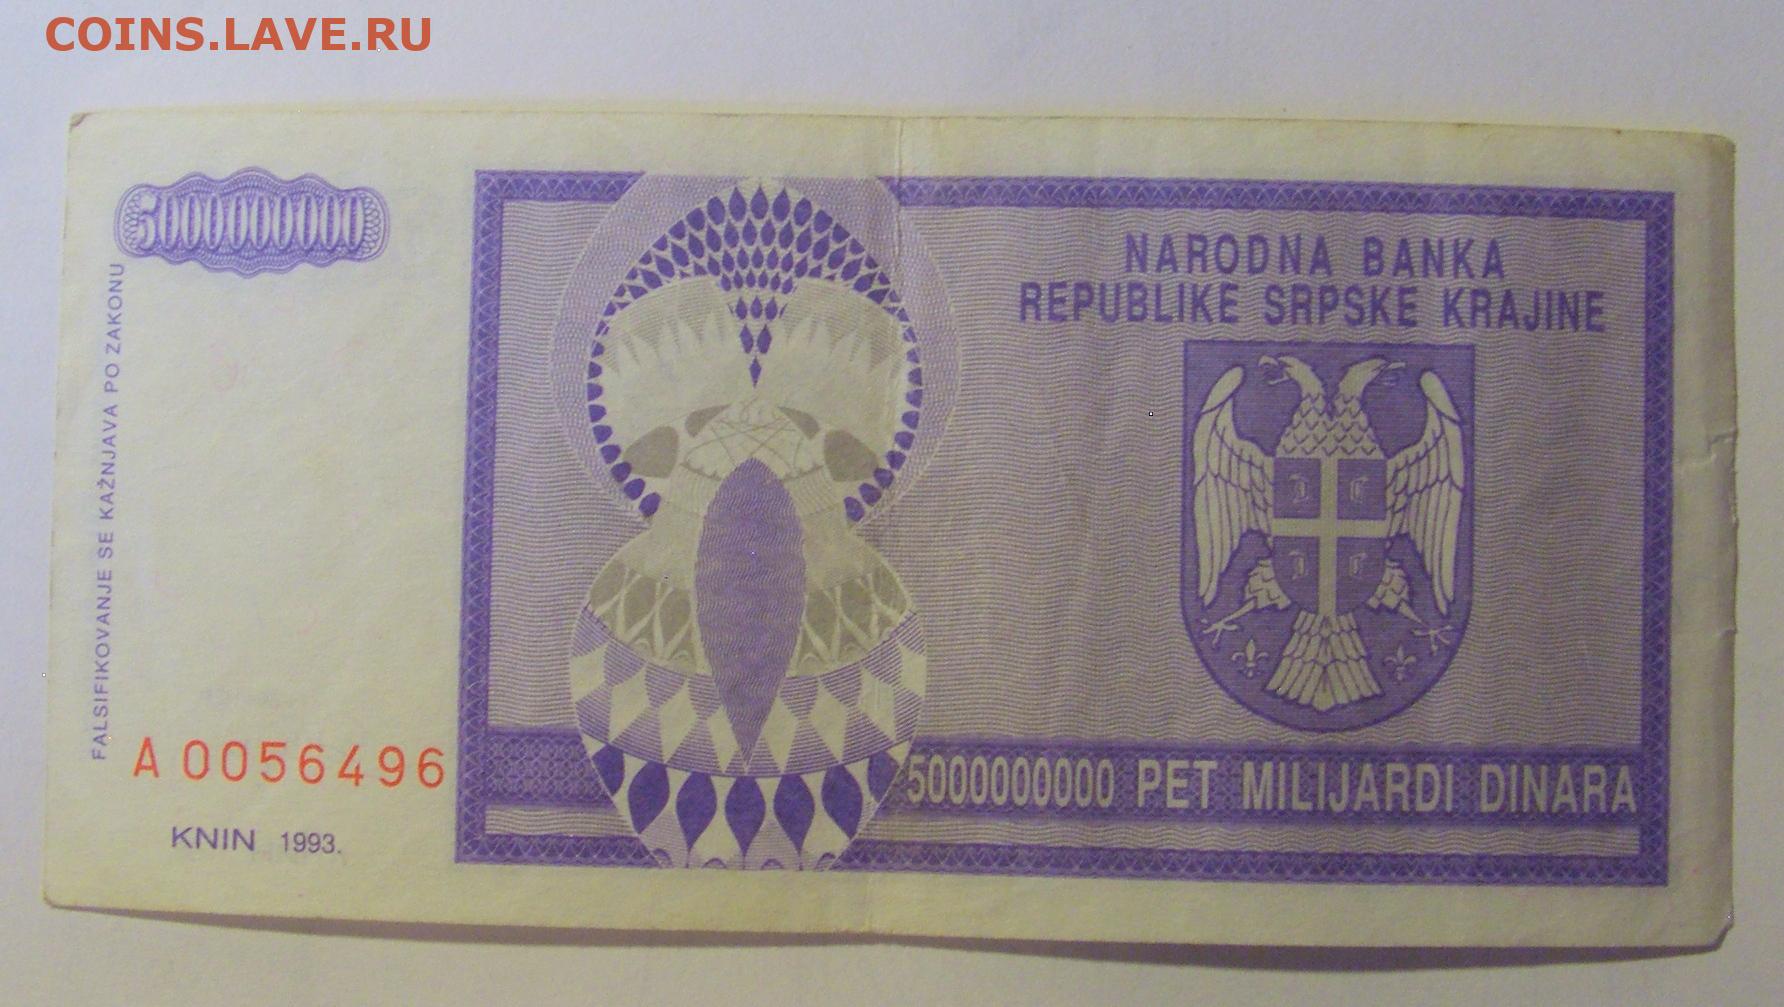 COINS.LAVE.RU
5000000000
FALSIFIKOVANJE SE KAŽNJAVA PO ZAKONU
NARODNA BANKA
REPUBLIKE SRPSKE KRAJINE
A 0056496
5000000000 PET MILIJARDI DINARA
KNIN 1993.